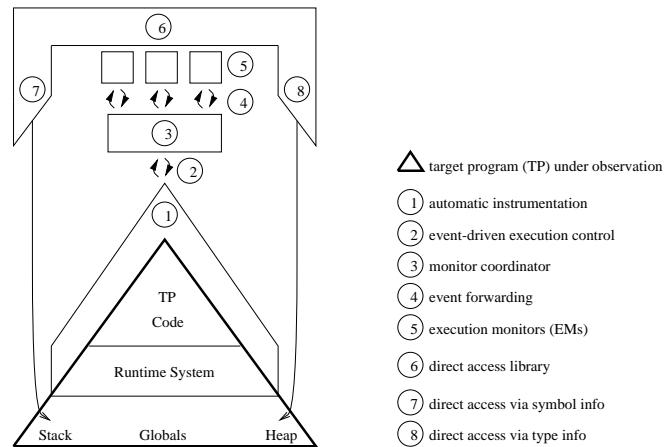 6
5
7
8
4
3
2
1
TP
Code
Runtime System
Stack Globals Heap
target program (TP) under observation
1 automatic instrumentation
2 event-driven execution control
3 monitor coordinator
4 event forwarding
5 execution monitors (EMs)
6 direct access library
7 direct access via symbol info
8 direct access via type info